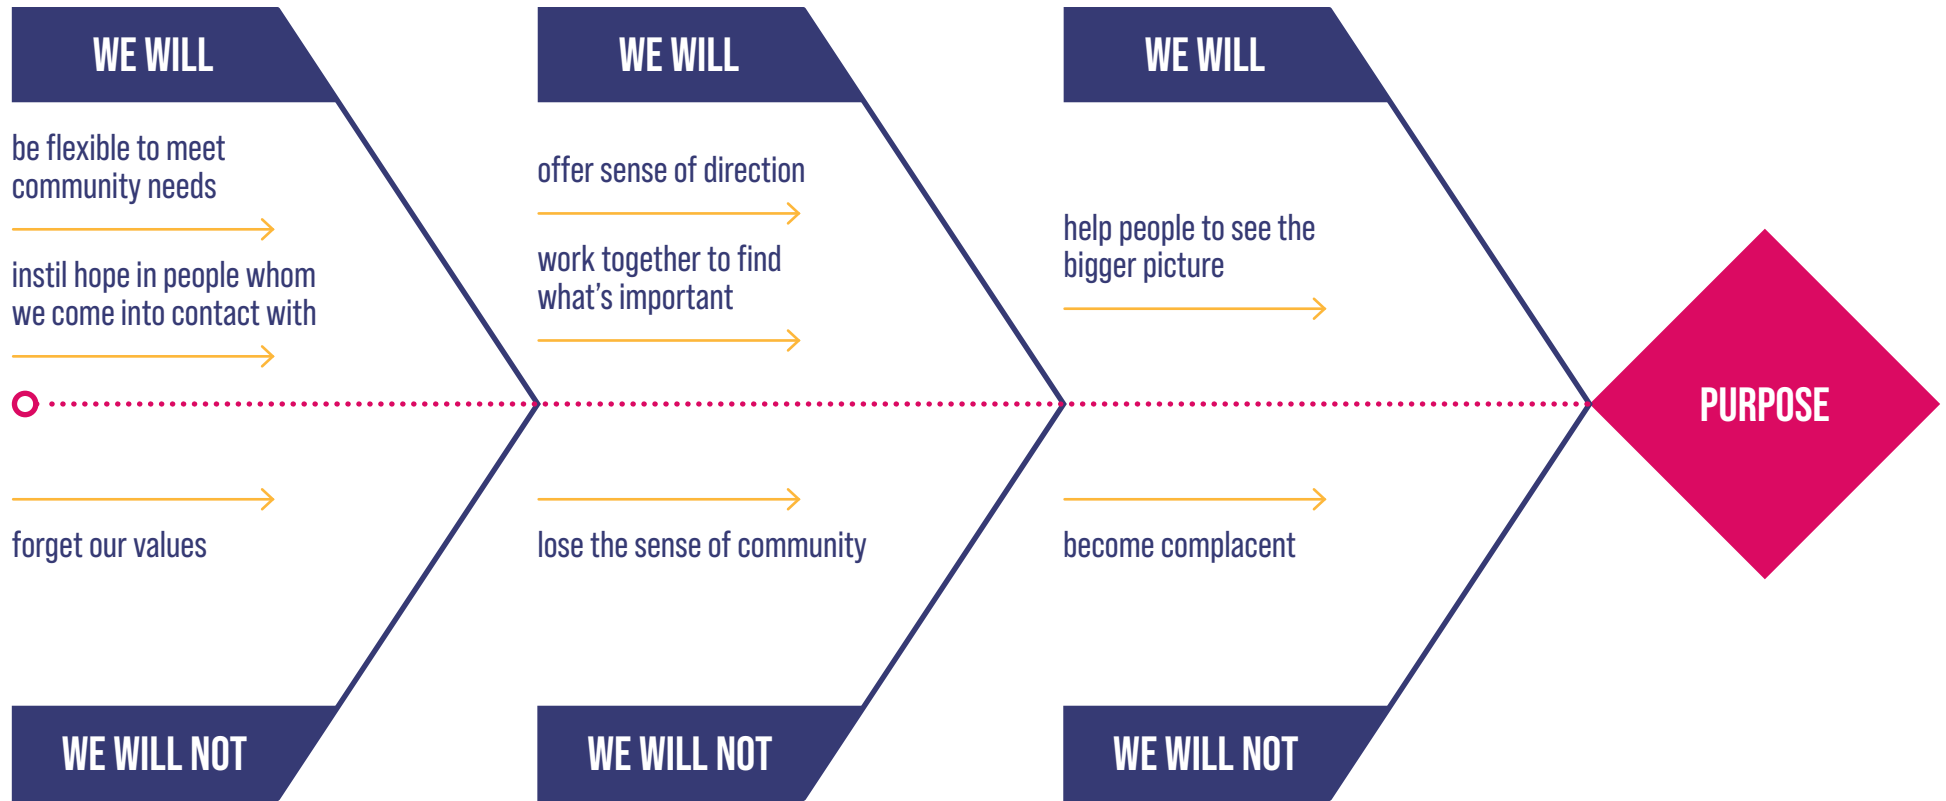 WE WILL
be flexible to meet
community needs
instil hope in people whom
we come into contact with
forget our values
WE WILL NOT
WE WILL
offer sense of direction
work together to find
what’s important
lose the sense of community
WE WILL NOT
WE WILL
help people to see the
bigger picture
become complacent
WE WILL NOT
PURPOSE